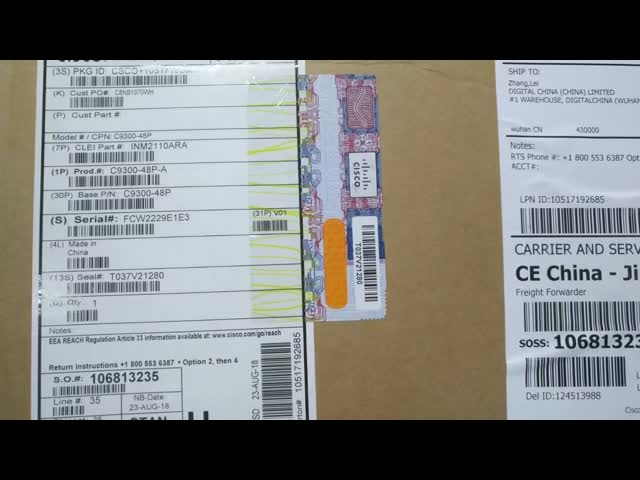 (3S) PKG ID:
(K) Cust PO#: C8NB1070WH
(P) Cust Part #:
Model # / CPN: C9300-48P
(7P) CLEI Part #: INM2110ARA
(1P) Prod.#: C9300-48P-A
(30P) Base P/N: C9300-48P
(S) Serial#: FCW2229E1E3
(31P) V01
(4L) Made in
China
(13S) Seal#: T037V21280
(Q) Qty.: 1
Notes:
EEA REACH Regulation Article 33 information available at: www.cisco.com/go/reach
Return Instructions +1 800 553 6387 • Option 2, then 4
S.O.#: 106813235
Line #: 35
NB-Date
23-AUG-18
23-AUG-18
10517192685
CISCO
T037V21280
SHIP TO:
Zhang,Lei
DIGITAL CHINA (CHINA) LIMITED
#1 WAREHOUSE, DIGITALCHINA (WUHAN
wuhan CN 430000
Notes:
RTS Phone #: +1 800 553 6387 Opt
ACCT#:
LPN ID:10517192685
CARRIER AND SERV
CE China - Ji
Freight Forwarder
SOSS: 10681323
Del ID:124513988
Cisco